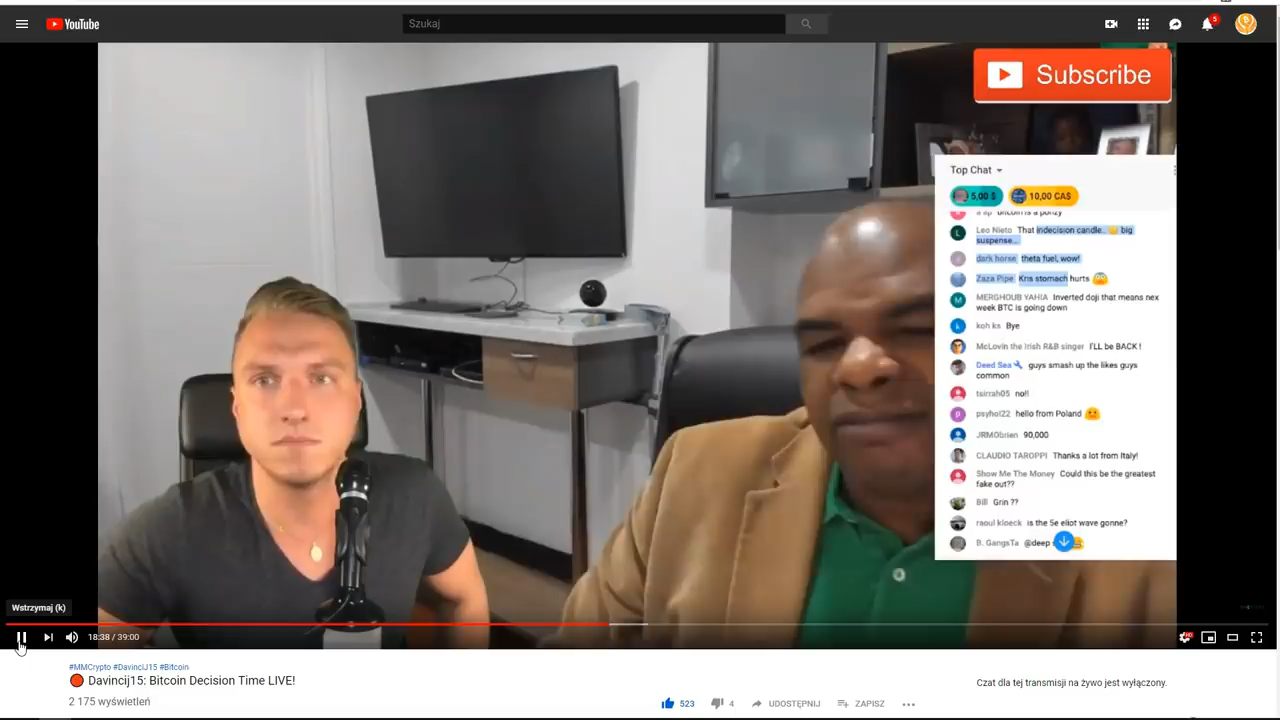 YouTube
Szukaj
5
Subscribe
Top Chat
5,00 $ 10,00 CA$
a lip bitcoin is a ponzy
L Leo Nieto That indecision candle.. big
suspense...
dark horse theta fuel, wow!
Zaza Pipe Kris stomach hurts
M MERGHOUB YAHIA Inverted doji that means nex
week BTC is going down
k koh ks Bye
McLovin the Irish R&B singer I'LL be BACK !
Deed Sea guys smash up the likes guys
common
tsirrah05 no!!
p psyhol22 hello from Poland
JRMObrien 90,000
CLAUDIO TAROPPI Thanks a lot from Italy!
Show Me The Money Could this be the greatest
fake out??
Bill Grin ??
raoul kloeck is the 5e eliot wave gonne?
B. GangsTa @deep
Wstrzymaj (k)
18:38 / 39:00
HD
#MMCrypto #DavinciJ15 #Bitcoin
Davincij15: Bitcoin Decision Time LIVE!
Czat dla tej transmisji na żywo jest wyłączony.
2 175 wyświetleń
523 4 UDOSTĘPNIJ ZAPISZ